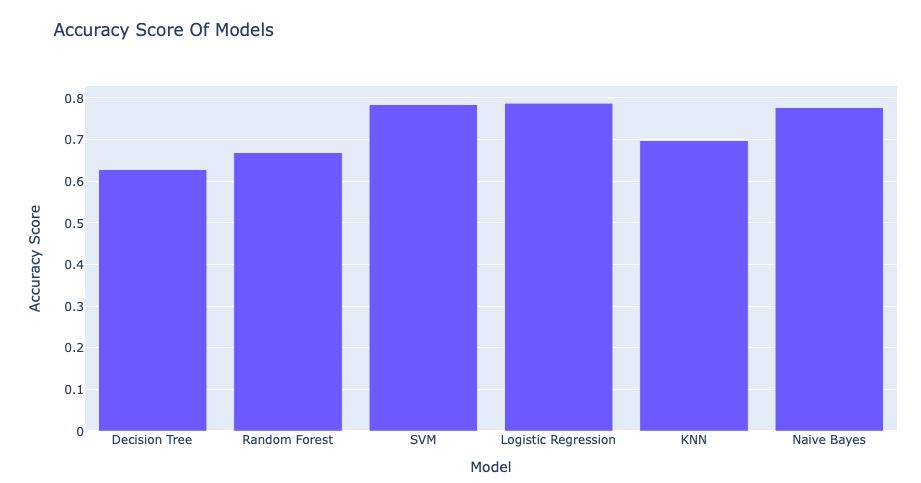 Accuracy Score Of Models
Accuracy Score
0.8
0.7
0.6
0.5
0.4
0.3
0.2
0.1
0
Decision Tree
Random Forest
SVM
Logistic Regression
KNN
Naive Bayes
Model